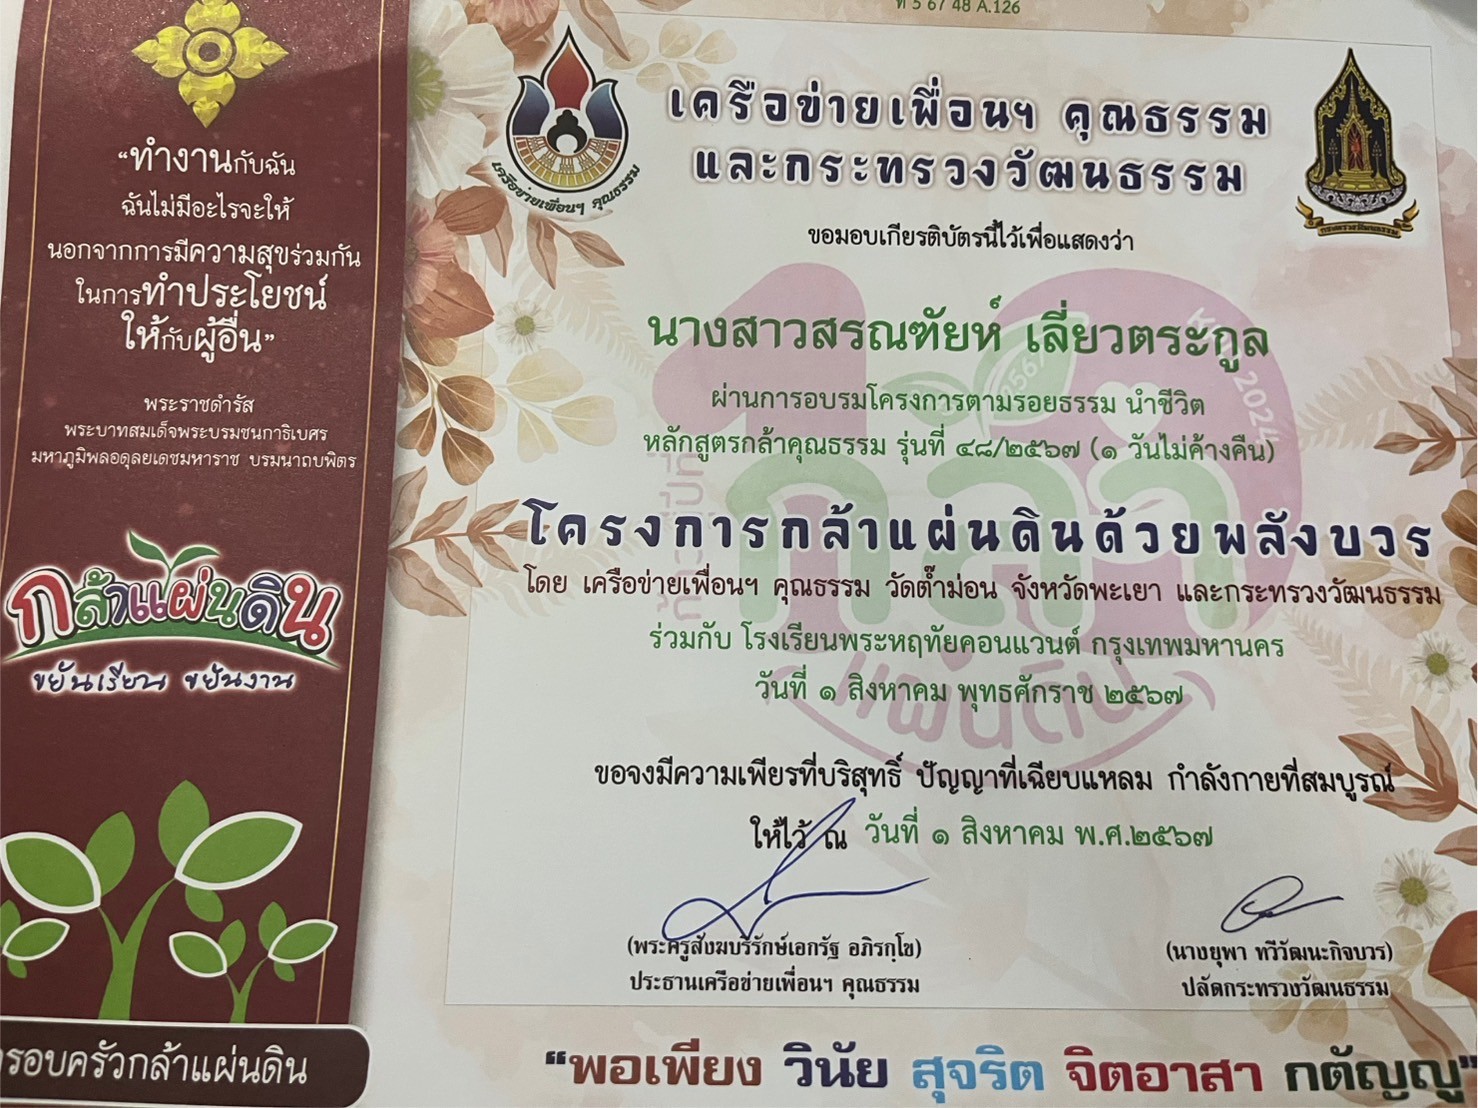 ที่ 5 67 48 A.126
“ทำงานกับฉัน
ฉันไม่มีอะไรจะให้
นอกจากการมีความสุขร่วมกัน
ในการทำประโยชน์
ให้กับผู้อื่น”
พระราชดำรัส
พระบาทสมเด็จพระบรมชนกาธิเบศร
มหาภูมิพลอดุลยเดชมหาราช บรมนาถบพิตร
กล้าแผ่นดิน
ขยันเรียน ขยันงาน
รอบครัวกล้าแผ่นดิน
เครือข่ายเพื่อนฯ คุณธรรม
เครือข่ายเพื่อนฯ คุณธรรม
และกระทรวงวัฒนธรรม
กระทรวงวัฒนธรรม
ขอมอบเกียรติบัตรนี้ไว้เพื่อแสดงว่า
นางสาวสรณฑัยห์ เลี่ยวตระกูล
ผ่านการอบรมโครงการตามรอยธรรม นำชีวิต
หลักสูตรกล้าคุณธรรม รุ่นที่ ๔๘/๒๕๖๗ (๑ วันไม่ค้างคืน)
โครงการกล้าแผ่นดินด้วยพลังบวร
โดย เครือข่ายเพื่อนฯ คุณธรรม วัดต๊ำม่อน จังหวัดพะเยา และกระทรวงวัฒนธรรม
ร่วมกับ โรงเรียนพระหฤทัยคอนแวนต์ กรุงเทพมหานคร
วันที่ ๑ สิงหาคม พุทธศักราช ๒๕๖๗
10
2567
2024
กล้า
แผ่นดิน
ขอจงมีความเพียรที่บริสุทธิ์ ปัญญาที่เฉียบแหลม กำลังกายที่สมบูรณ์
ให้ไว้ ณ วันที่ ๑ สิงหาคม พ.ศ.๒๕๖๗
(พระครูสังฆบริรักษ์เอกรัฐ อภิรกฺโข)
ประธานเครือข่ายเพื่อนฯ คุณธรรม
(นางยุพา ทวีวัฒนะกิจบวร)
ปลัดกระทรวงวัฒนธรรม
“พอเพียง วินัย สุจริต จิตอาสา กตัญญู”